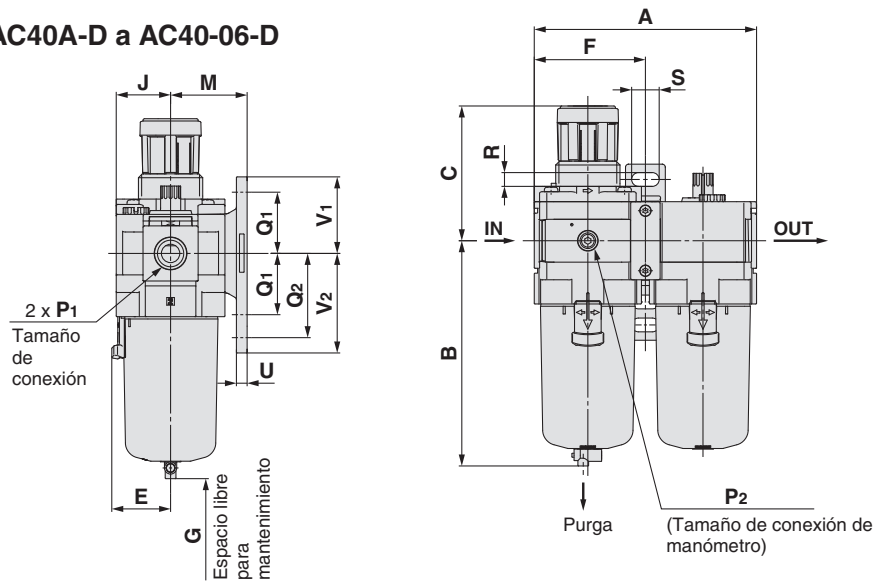 AC40A-D a AC40-06-D
A
F
S
J
M
C
R
V1
Q1
IN
OUT
Q1
Q2
V2
2 x P1
Tamaño
de
conexión
B
U
E
G
Espacio libre
para
mantenimiento
Purga
P2
(Tamaño de conexión de
manómetro)